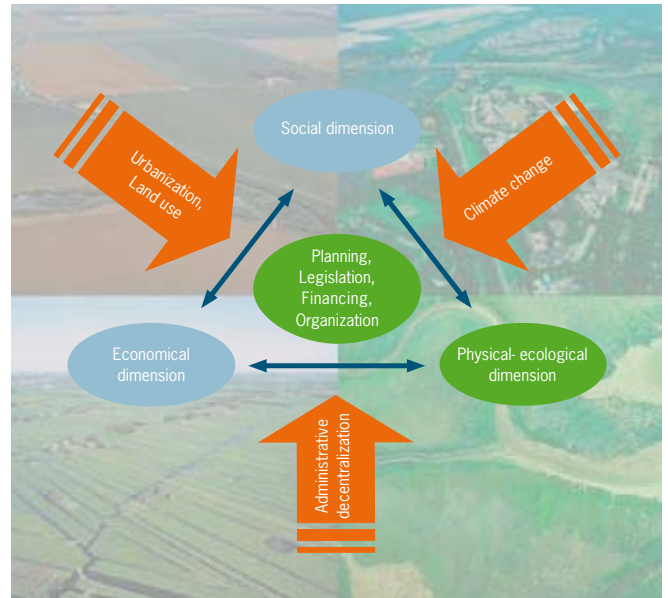 Social dimension
Urbanization,
Land use
Climate change
Planning,
Legislation,
Financing,
Organization
Economical
dimension
Physical- ecological
dimension
Administrative
decentralization